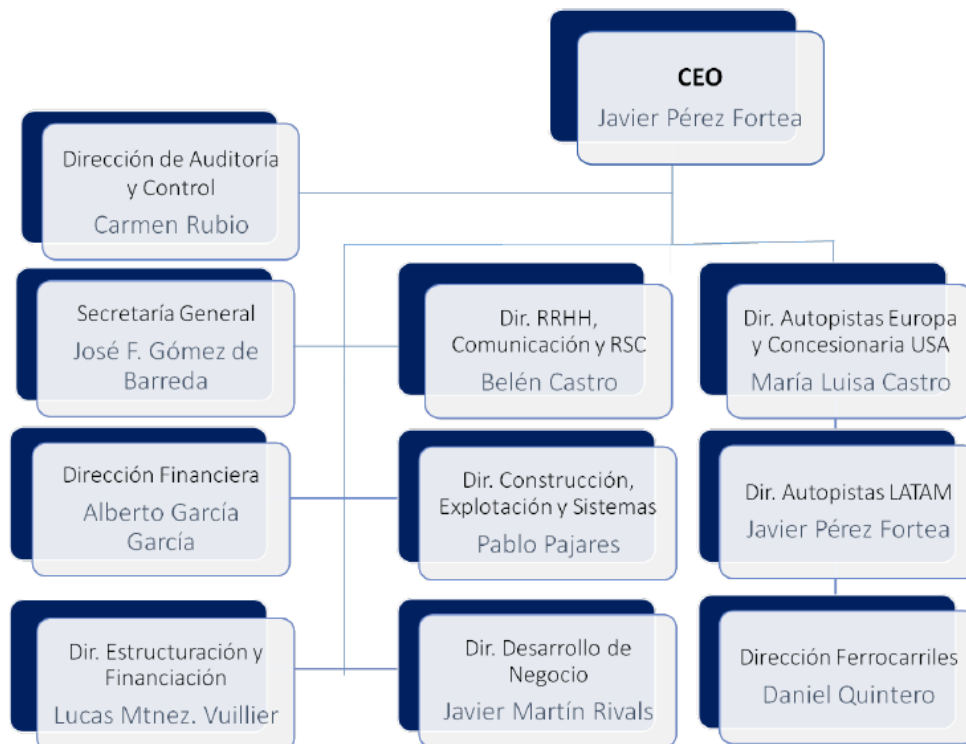 CEO
Javier Pérez Fortea
Dirección de Auditoría
y Control
Carmen Rubio
Secretaría General
José F. Gómez de
Barreda
Dir. RRHH,
Comunicación y RSC
Belén Castro
Dir. Autopistas Europa
y Concesionaria USA
María Luisa Castro
Dirección Financiera
Alberto García
García
Dir. Construcción,
Explotación y Sistemas
Pablo Pajares
Dir. Autopistas LATAM
Javier Pérez Fortea
Dir. Estructuración y
Financiación
Lucas Mtnez. Vuillier
Dir. Desarrollo de
Negocio
Javier Martín Rivals
Dirección Ferrocarriles
Daniel Quintero